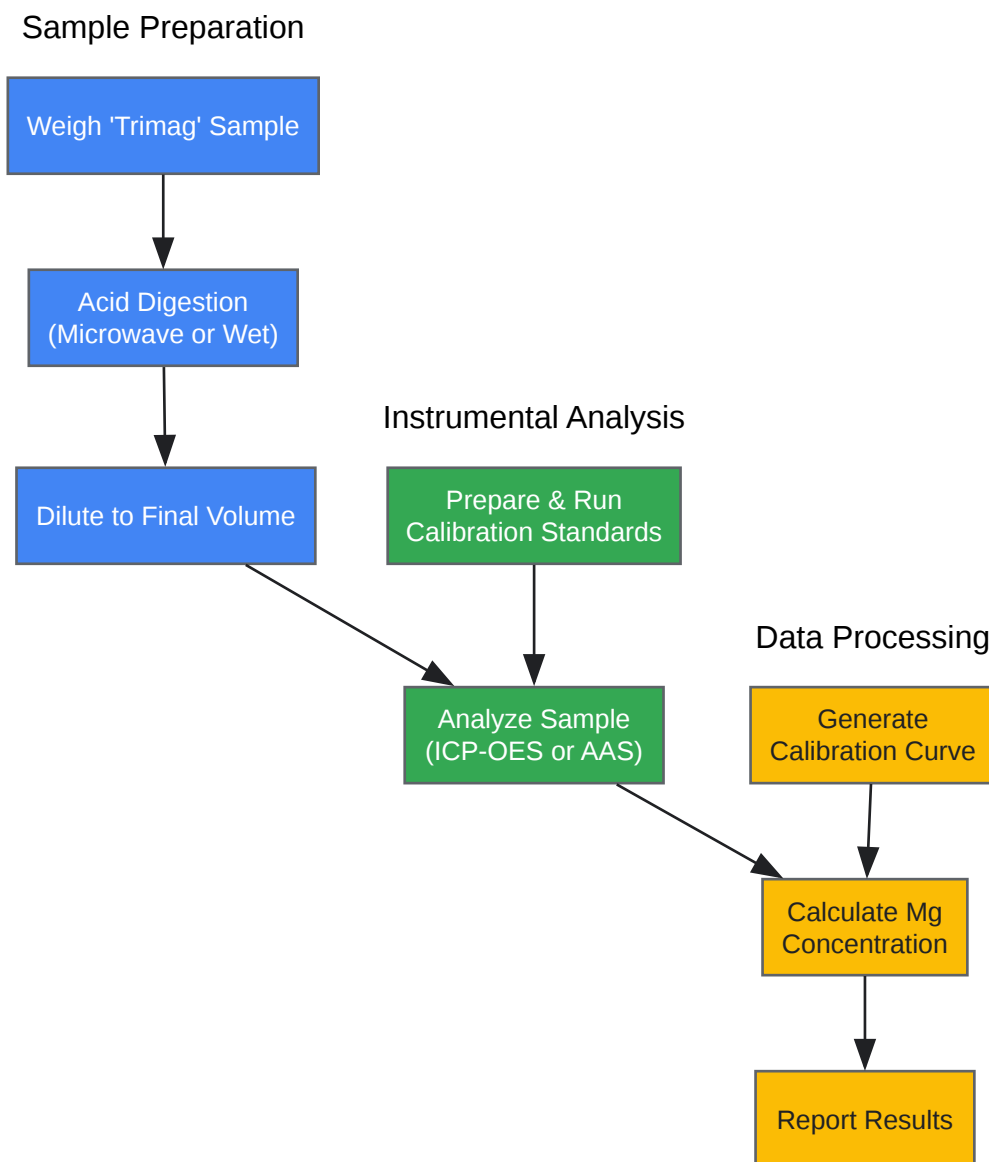 Sample Preparation
Weigh 'Trimag' Sample
Acid Digestion
(Microwave or Wet)
Dilute to Final Volume
Instrumental Analysis
Prepare & Run
Calibration Standards
Analyze Sample
(ICP-OES or AAS)
Data Processing
Generate
Calibration Curve
Calculate Mg
Concentration
Report Results